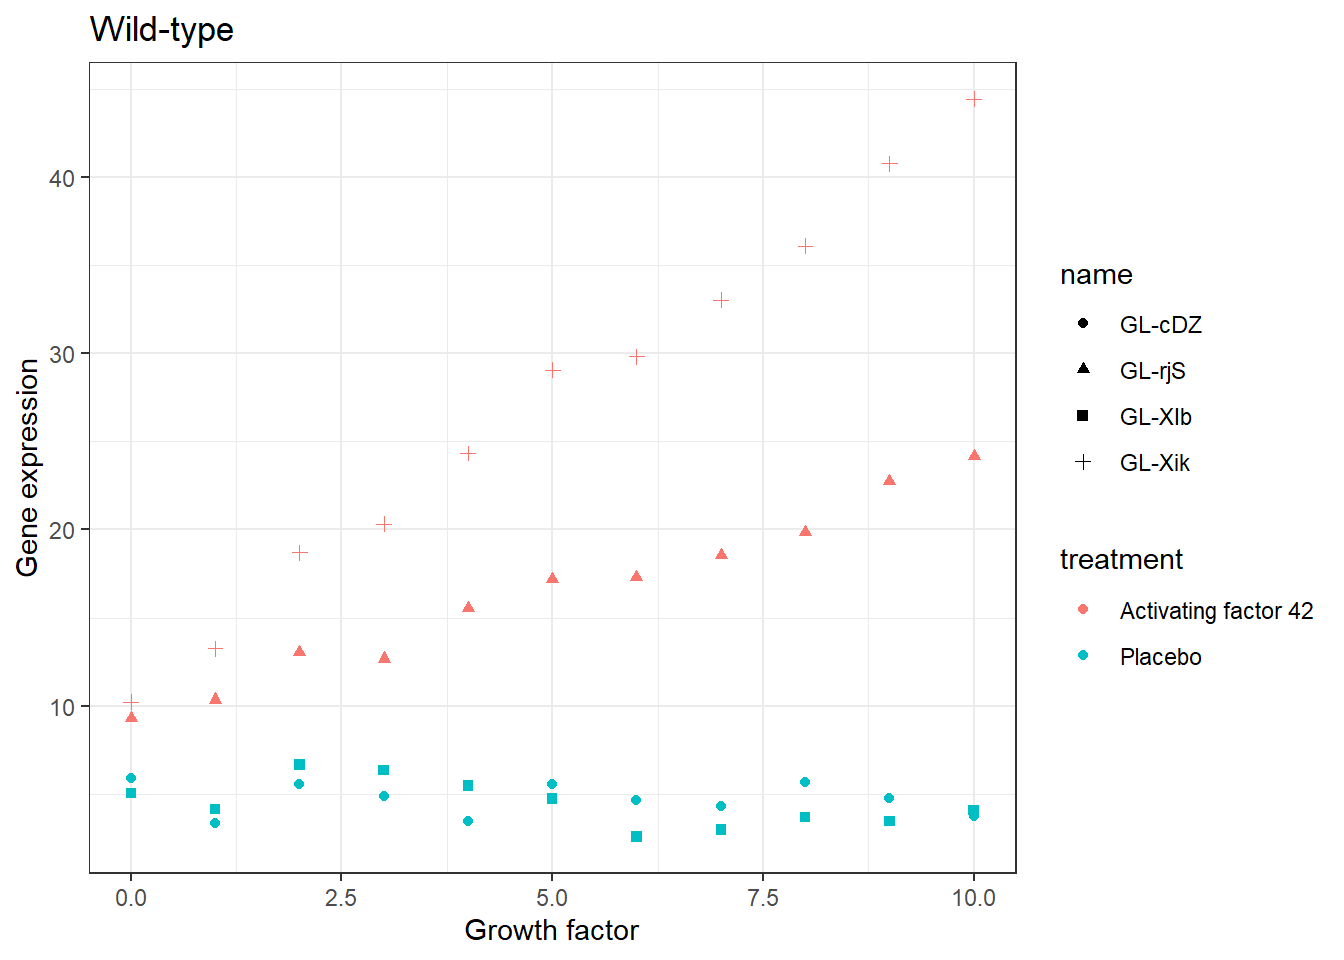 Wild-type
Gene expression
40
30
20
10
0.0
2.5
5.0
7.5
10.0
Growth factor
name
GL-cDZ
GL-rjS
GL-XIb
GL-Xik
treatment
Activating factor 42
Placebo